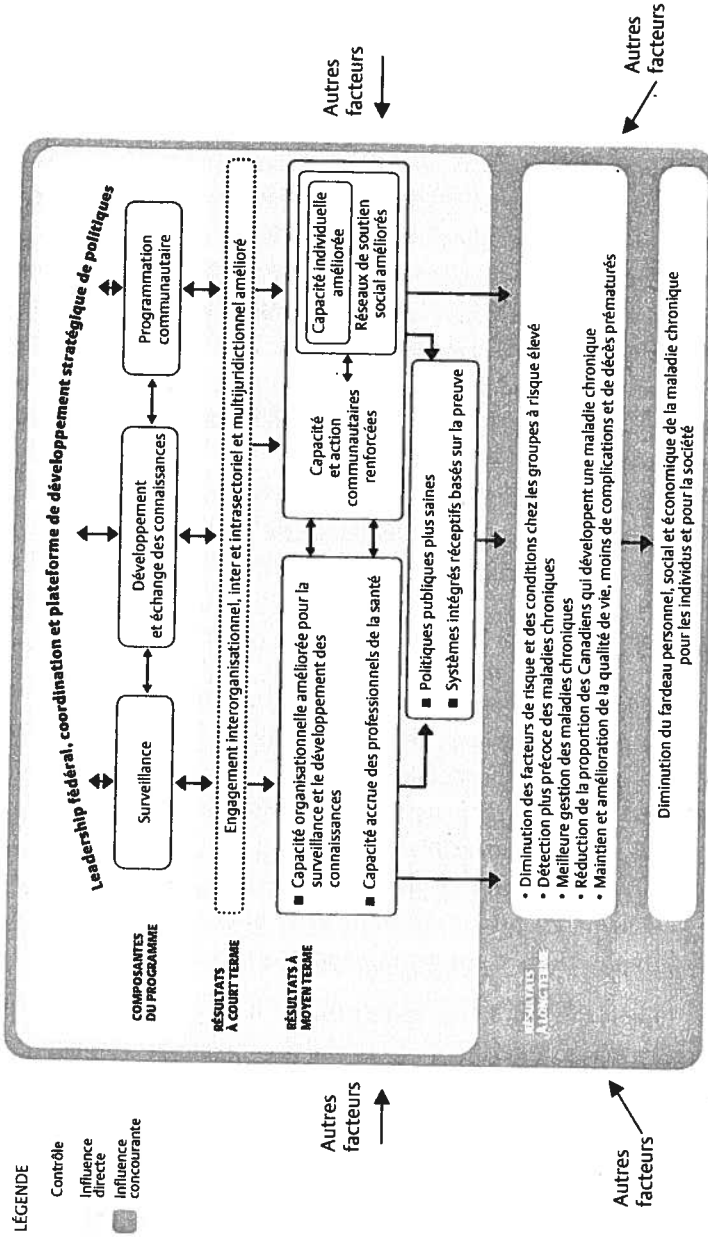 LÉGENDE
Contrôle
Influence
directe
Influence
concourante
Leadership fédéral, coordination et plateforme de développement stratégique de politiques
COMPOSANTES
DU PROGRAMME
Surveillance
Développement
et échange des connaissances
Programmation
communautaire
RÉSULTATS
À COURT TERME
Engagement interorganisationnel, inter et intrasectoriel et multijuridictionnel amélioré
RÉSULTATS À
MOYEN TERME
■ Capacité organisationnelle améliorée pour la
surveillance et le développement des
connaissances
■ Capacité accrue des professionnels de la santé
Capacité
et action
communautaires
renforcées
Capacité individuelle
améliorée
Réseaux de soutien
social améliorés
■ Politiques publiques plus saines
■ Systèmes intégrés réceptifs basés sur la preuve
Autres
facteurs
Autres
facteurs
RÉSULTATS
À LONG TERME
• Diminution des facteurs de risque et des conditions chez les groupes à risque élevé
• Détection plus précoce des maladies chroniques
• Meilleure gestion des maladies chroniques
• Réduction de la proportion des Canadiens qui développent une maladie chronique
• Maintien et amélioration de la qualité de vie, moins de complications et de décès prématurés
Diminution du fardeau personnel, social et économique de la maladie chronique
pour les individus et pour la société
Autres
facteurs
Autres
facteurs